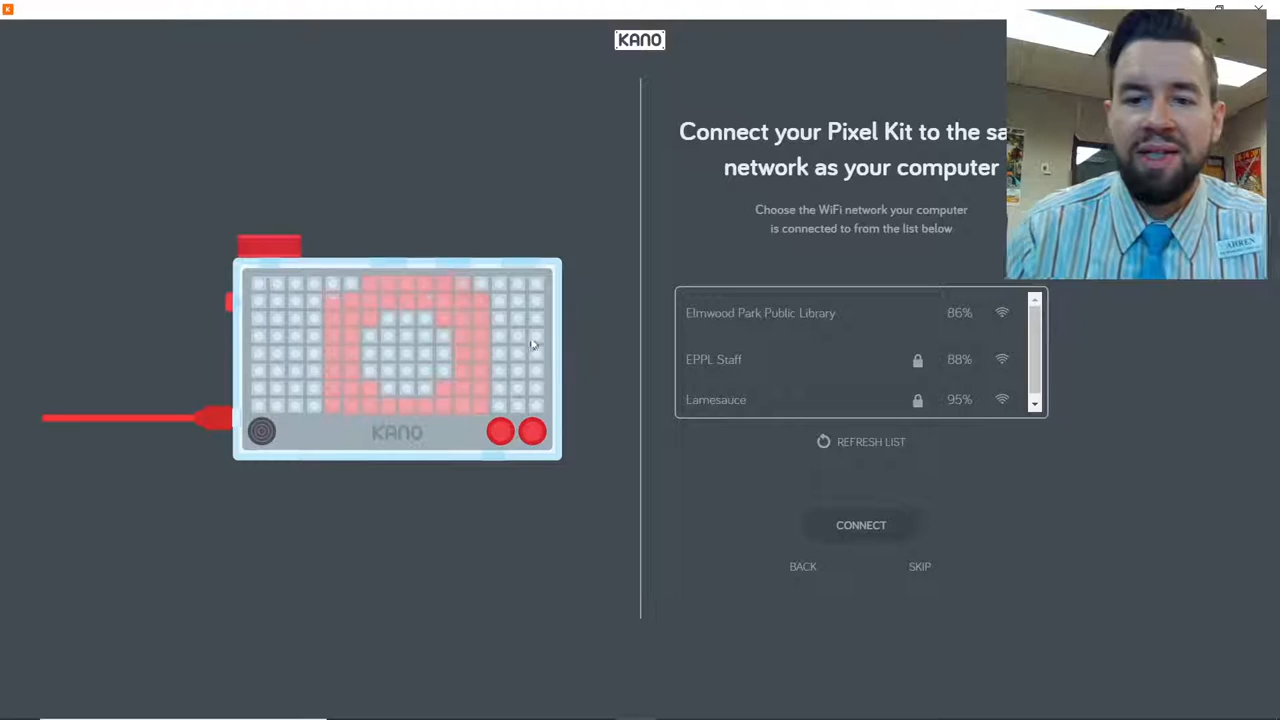 K
KANO
Connect your Pixel Kit to the sa
network as your computer
Choose the WiFi network your computer
is connected to from the list below
AHREN
Elmwood Park Public Library 86%
EPPL Staff 88%
Lamesauce 95%
REFRESH LIST
KANO
CONNECT
BACK SKIP